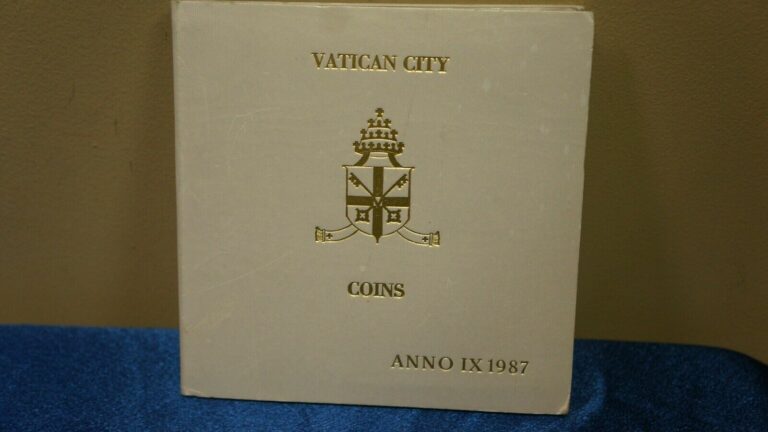 VATICAN CITY
COINS
ANNO IX 1987